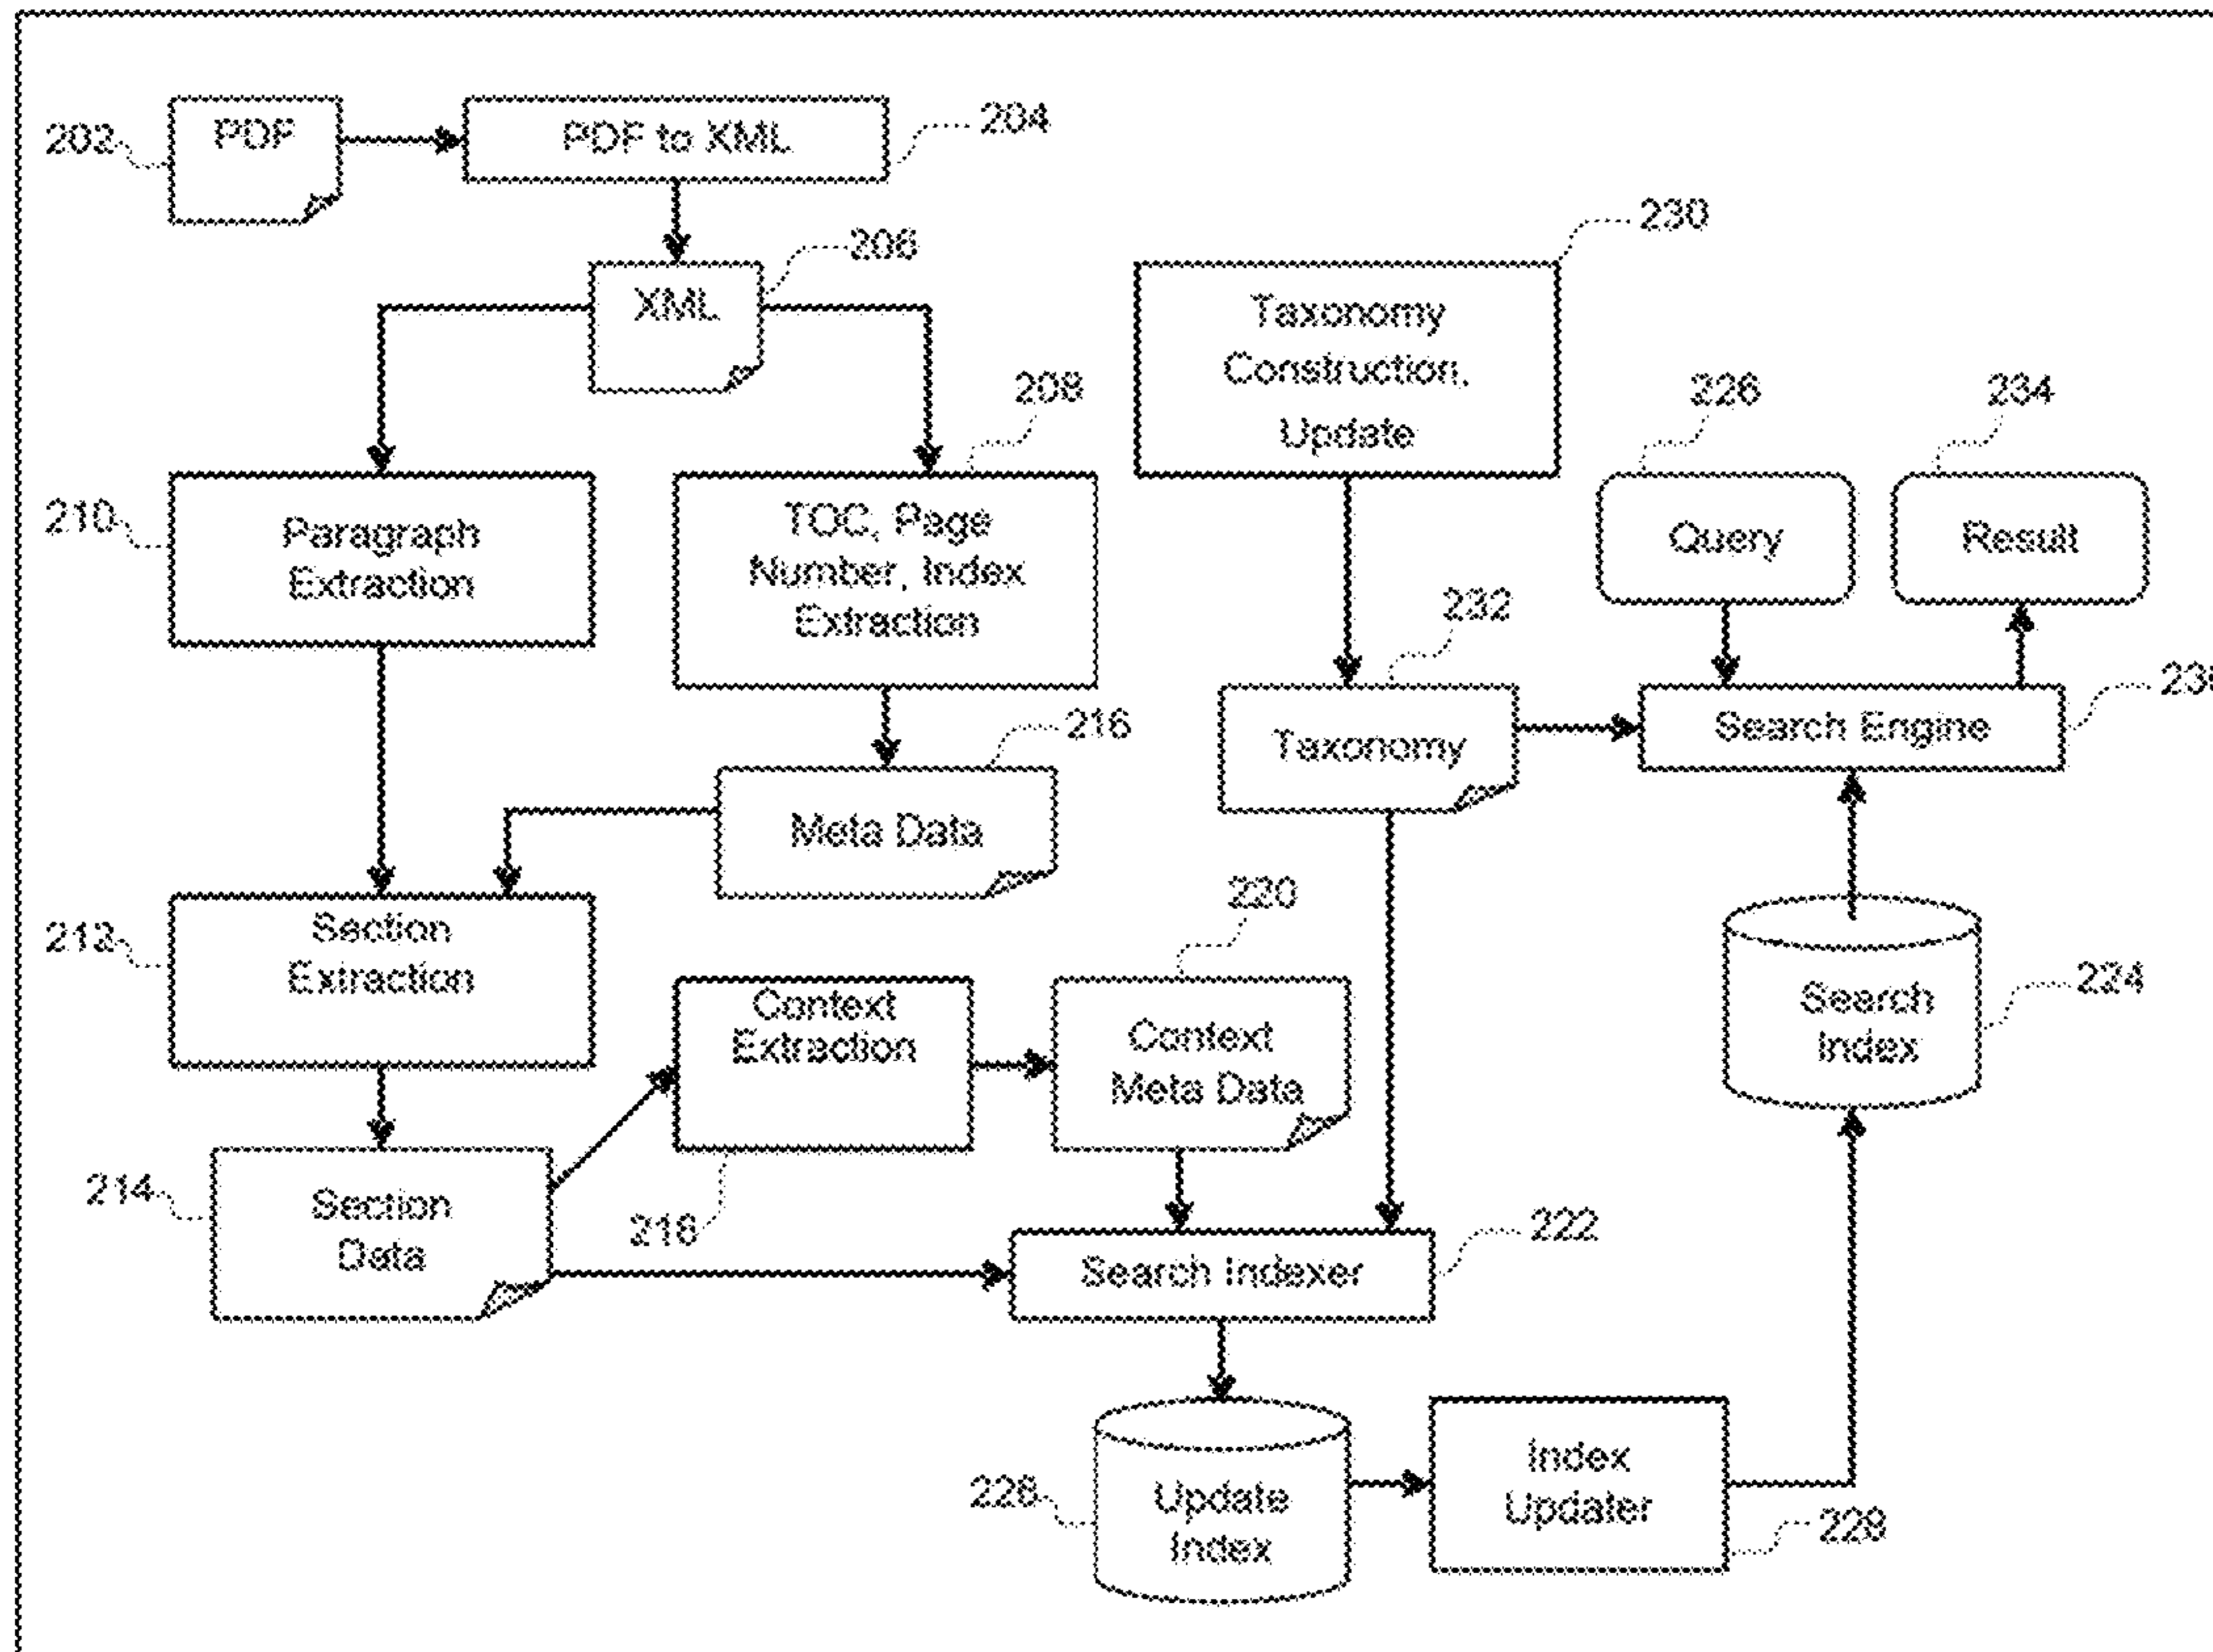 202
PDF
PDF to XML
204
XML
206
230
Taxonomy
Construction,
Update
208
226
234
210
Paragraph
Extraction
TOC, Page
Number, Index
Extraction
Query
Result
232
216
Taxonomy
Search Engine
Meta Data
212
Section
Extraction
220
Context
Extraction
Context
Meta Data
Search
Index
224
214
Section
Data
222
Search Indexer
Update
Index
Index
Updater
229